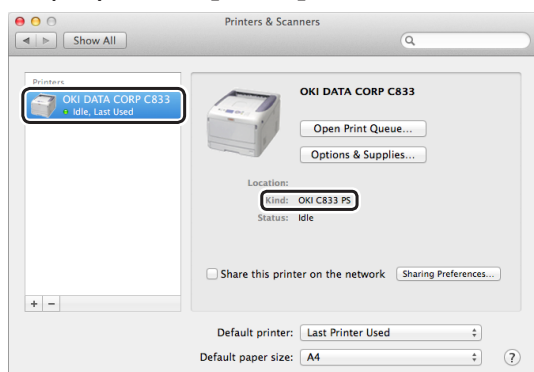 Printers & Scanners
Show All
Printers
OKI DATA CORP C833
Idle, Last Used
OKI DATA CORP C833
Open Print Queue...
Options & Supplies...
Location:
Kind: OKI C833 PS
Status: Idle
Share this printer on the network Sharing Preferences...
+ −
Default printer: Last Printer Used
Default paper size: A4 ?